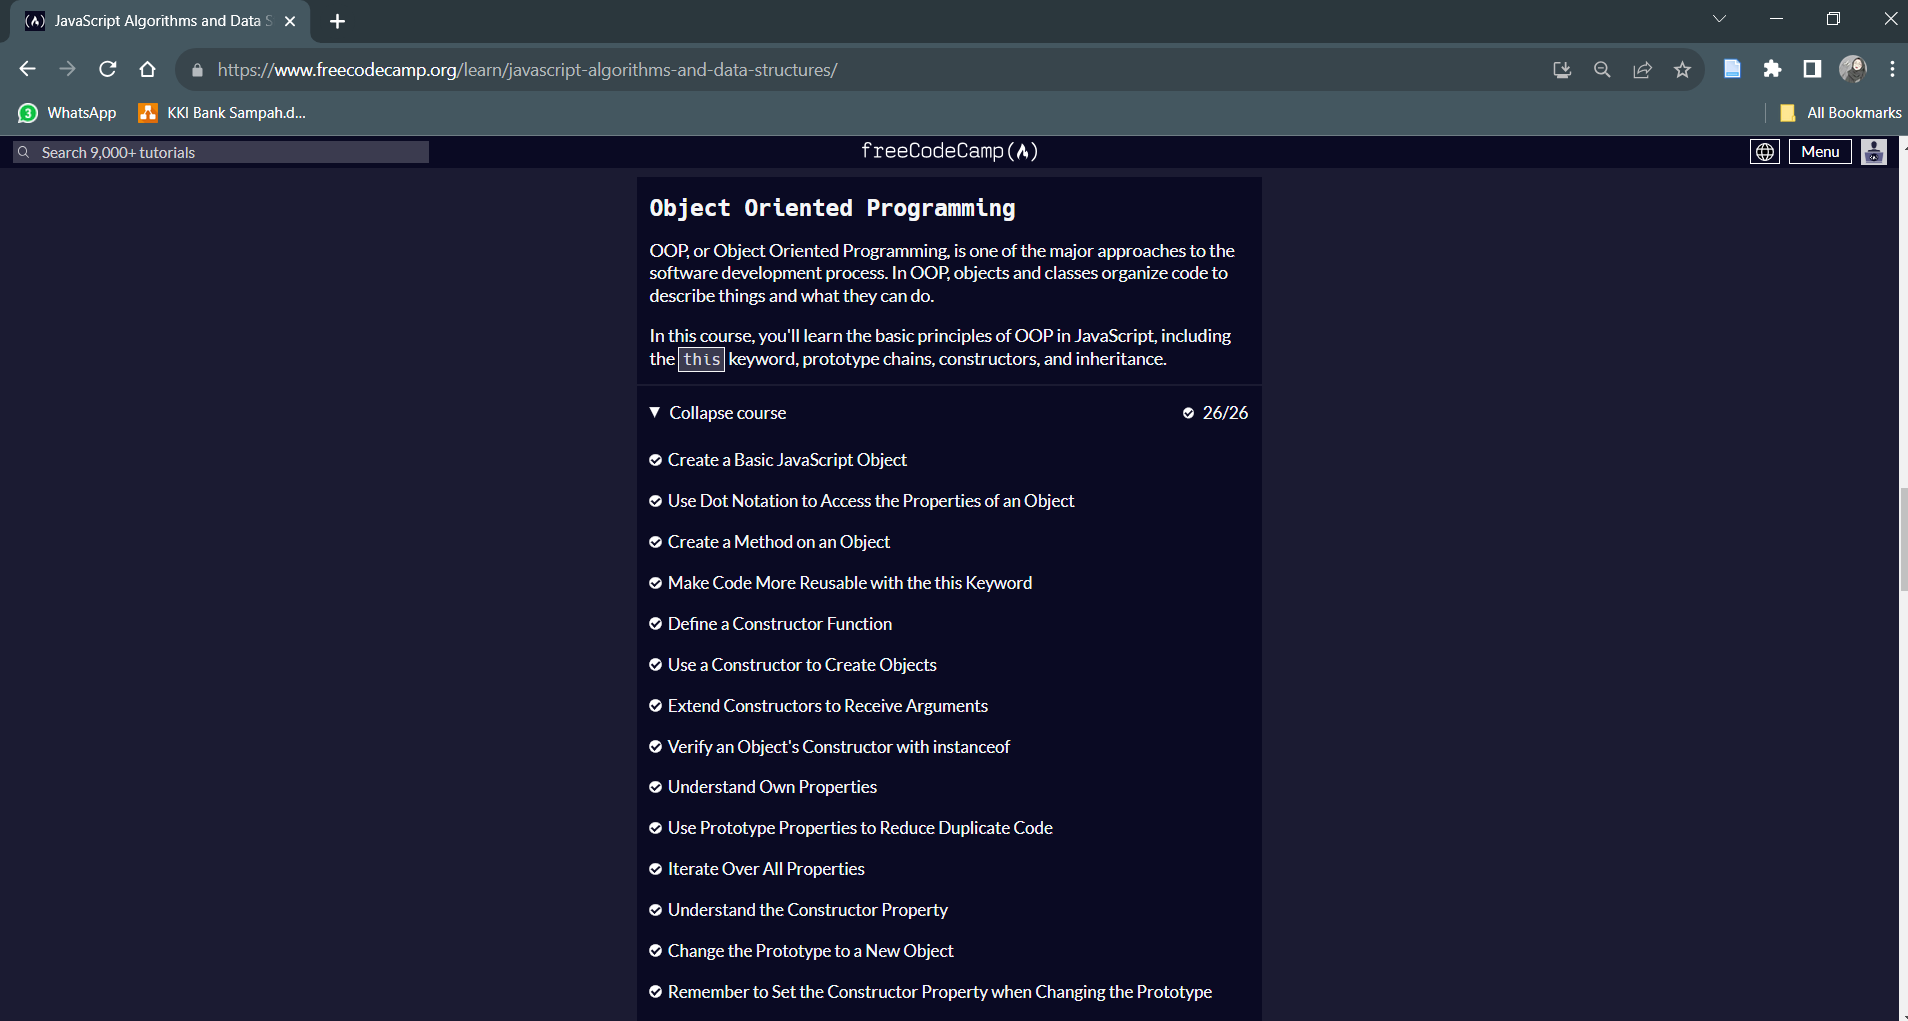 JavaScript Algorithms and Data S
https://www.freecodecamp.org/learn/javascript-algorithms-and-data-structures/
3 WhatsApp KKI Bank Sampah.d... All Bookmarks
Search 9,000+ tutorials freeCodeCamp Menu
Object Oriented Programming
OOP, or Object Oriented Programming, is one of the major approaches to the
software development process. In OOP, objects and classes organize code to
describe things and what they can do.
In this course, you'll learn the basic principles of OOP in JavaScript, including
the this keyword, prototype chains, constructors, and inheritance.
Collapse course 26/26
Create a Basic JavaScript Object
Use Dot Notation to Access the Properties of an Object
Create a Method on an Object
Make Code More Reusable with the this Keyword
Define a Constructor Function
Use a Constructor to Create Objects
Extend Constructors to Receive Arguments
Verify an Object's Constructor with instanceof
Understand Own Properties
Use Prototype Properties to Reduce Duplicate Code
Iterate Over All Properties
Understand the Constructor Property
Change the Prototype to a New Object
Remember to Set the Constructor Property when Changing the Prototype